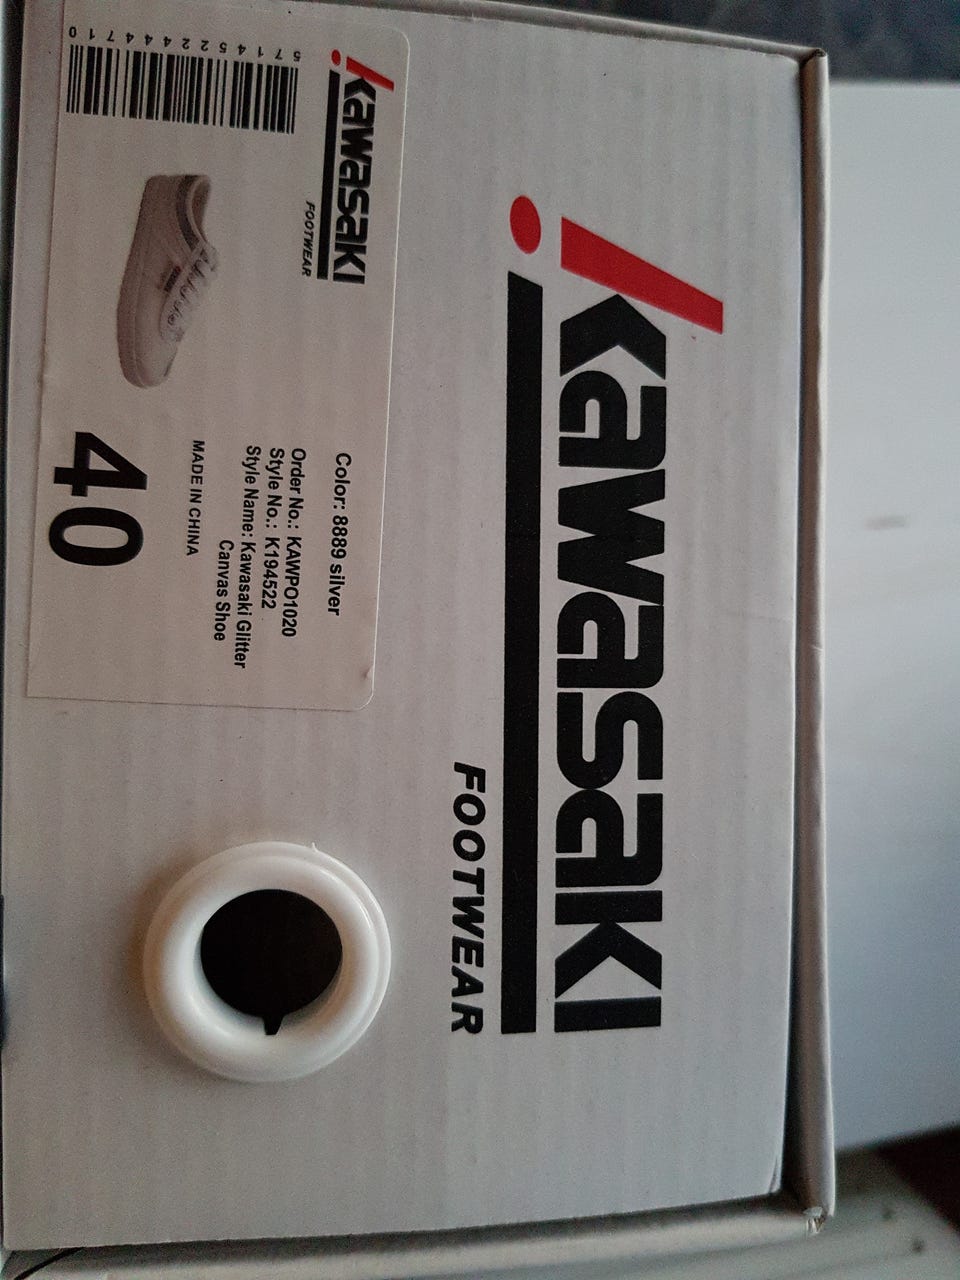 Kawasaki
FOOTWEAR
Kawasaki
FOOTWEAR
5714522444710
Color: 8889 silver
Order No.: KAWPO1020
Style No.: K194522
Style Name: Kawasaki Glitter
Canvas Shoe
MADE IN CHINA
40